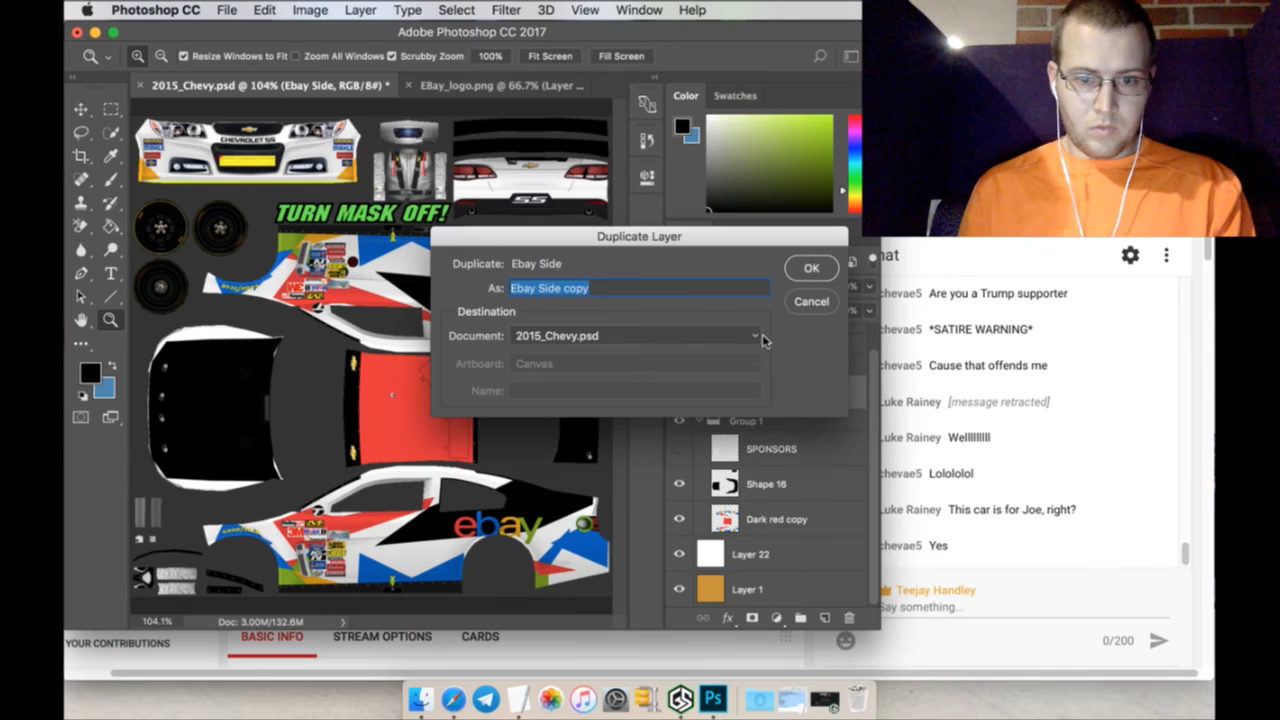 Photoshop CC File Edit Image Layer Type Select Filter 3D View Window Help
Adobe Photoshop CC 2017
Resize Windows to Fit Zoom All Windows Scrubby Zoom 100% Fit Screen Fill Screen
2015_Chevy.psd @ 104% (Ebay Side, RGB/8#) * EBay_logo.png @ 66.7% (Layer ...
Color Swatches
CHEVROLET SS
SS
TURN MASK OFF!
Duplicate Layer
Duplicate: Ebay Side
As: Ebay Side copy
OK
Cancel
Destination
Document: 2015_Chevy.psd
Artboard: Canvas
Name:
Group 1
SPONSORS
Shape 16
Dark red copy
Layer 22
Layer 1
3M
ebay
104.1% Doc: 3.00M/132.6M
hat
chevae5 Are you a Trump supporter
chevae5 *SATIRE WARNING*
chevae5 Cause that offends me
Luke Rainey [message retracted]
Luke Rainey Welllllllll
chevae5 Lolololol
Luke Rainey This car is for Joe, right?
chevae5 Yes
Teejay Handley
Say something...
0/200
YOUR CONTRIBUTIONS
BASIC INFO STREAM OPTIONS CARDS
Ps